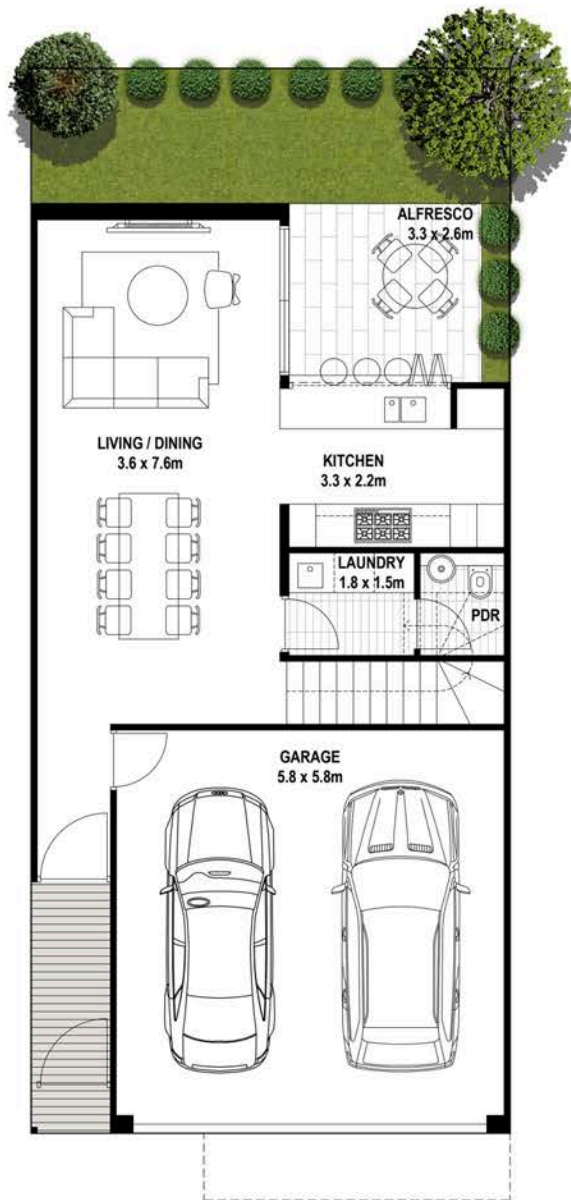 ALFRESCO
3.3 x 2.6m
LIVING / DINING
3.6 x 7.6m
KITCHEN
3.3 x 2.2m
LAUNDRY
1.8 x 1.5m
PDR
GARAGE
5.8 x 5.8m